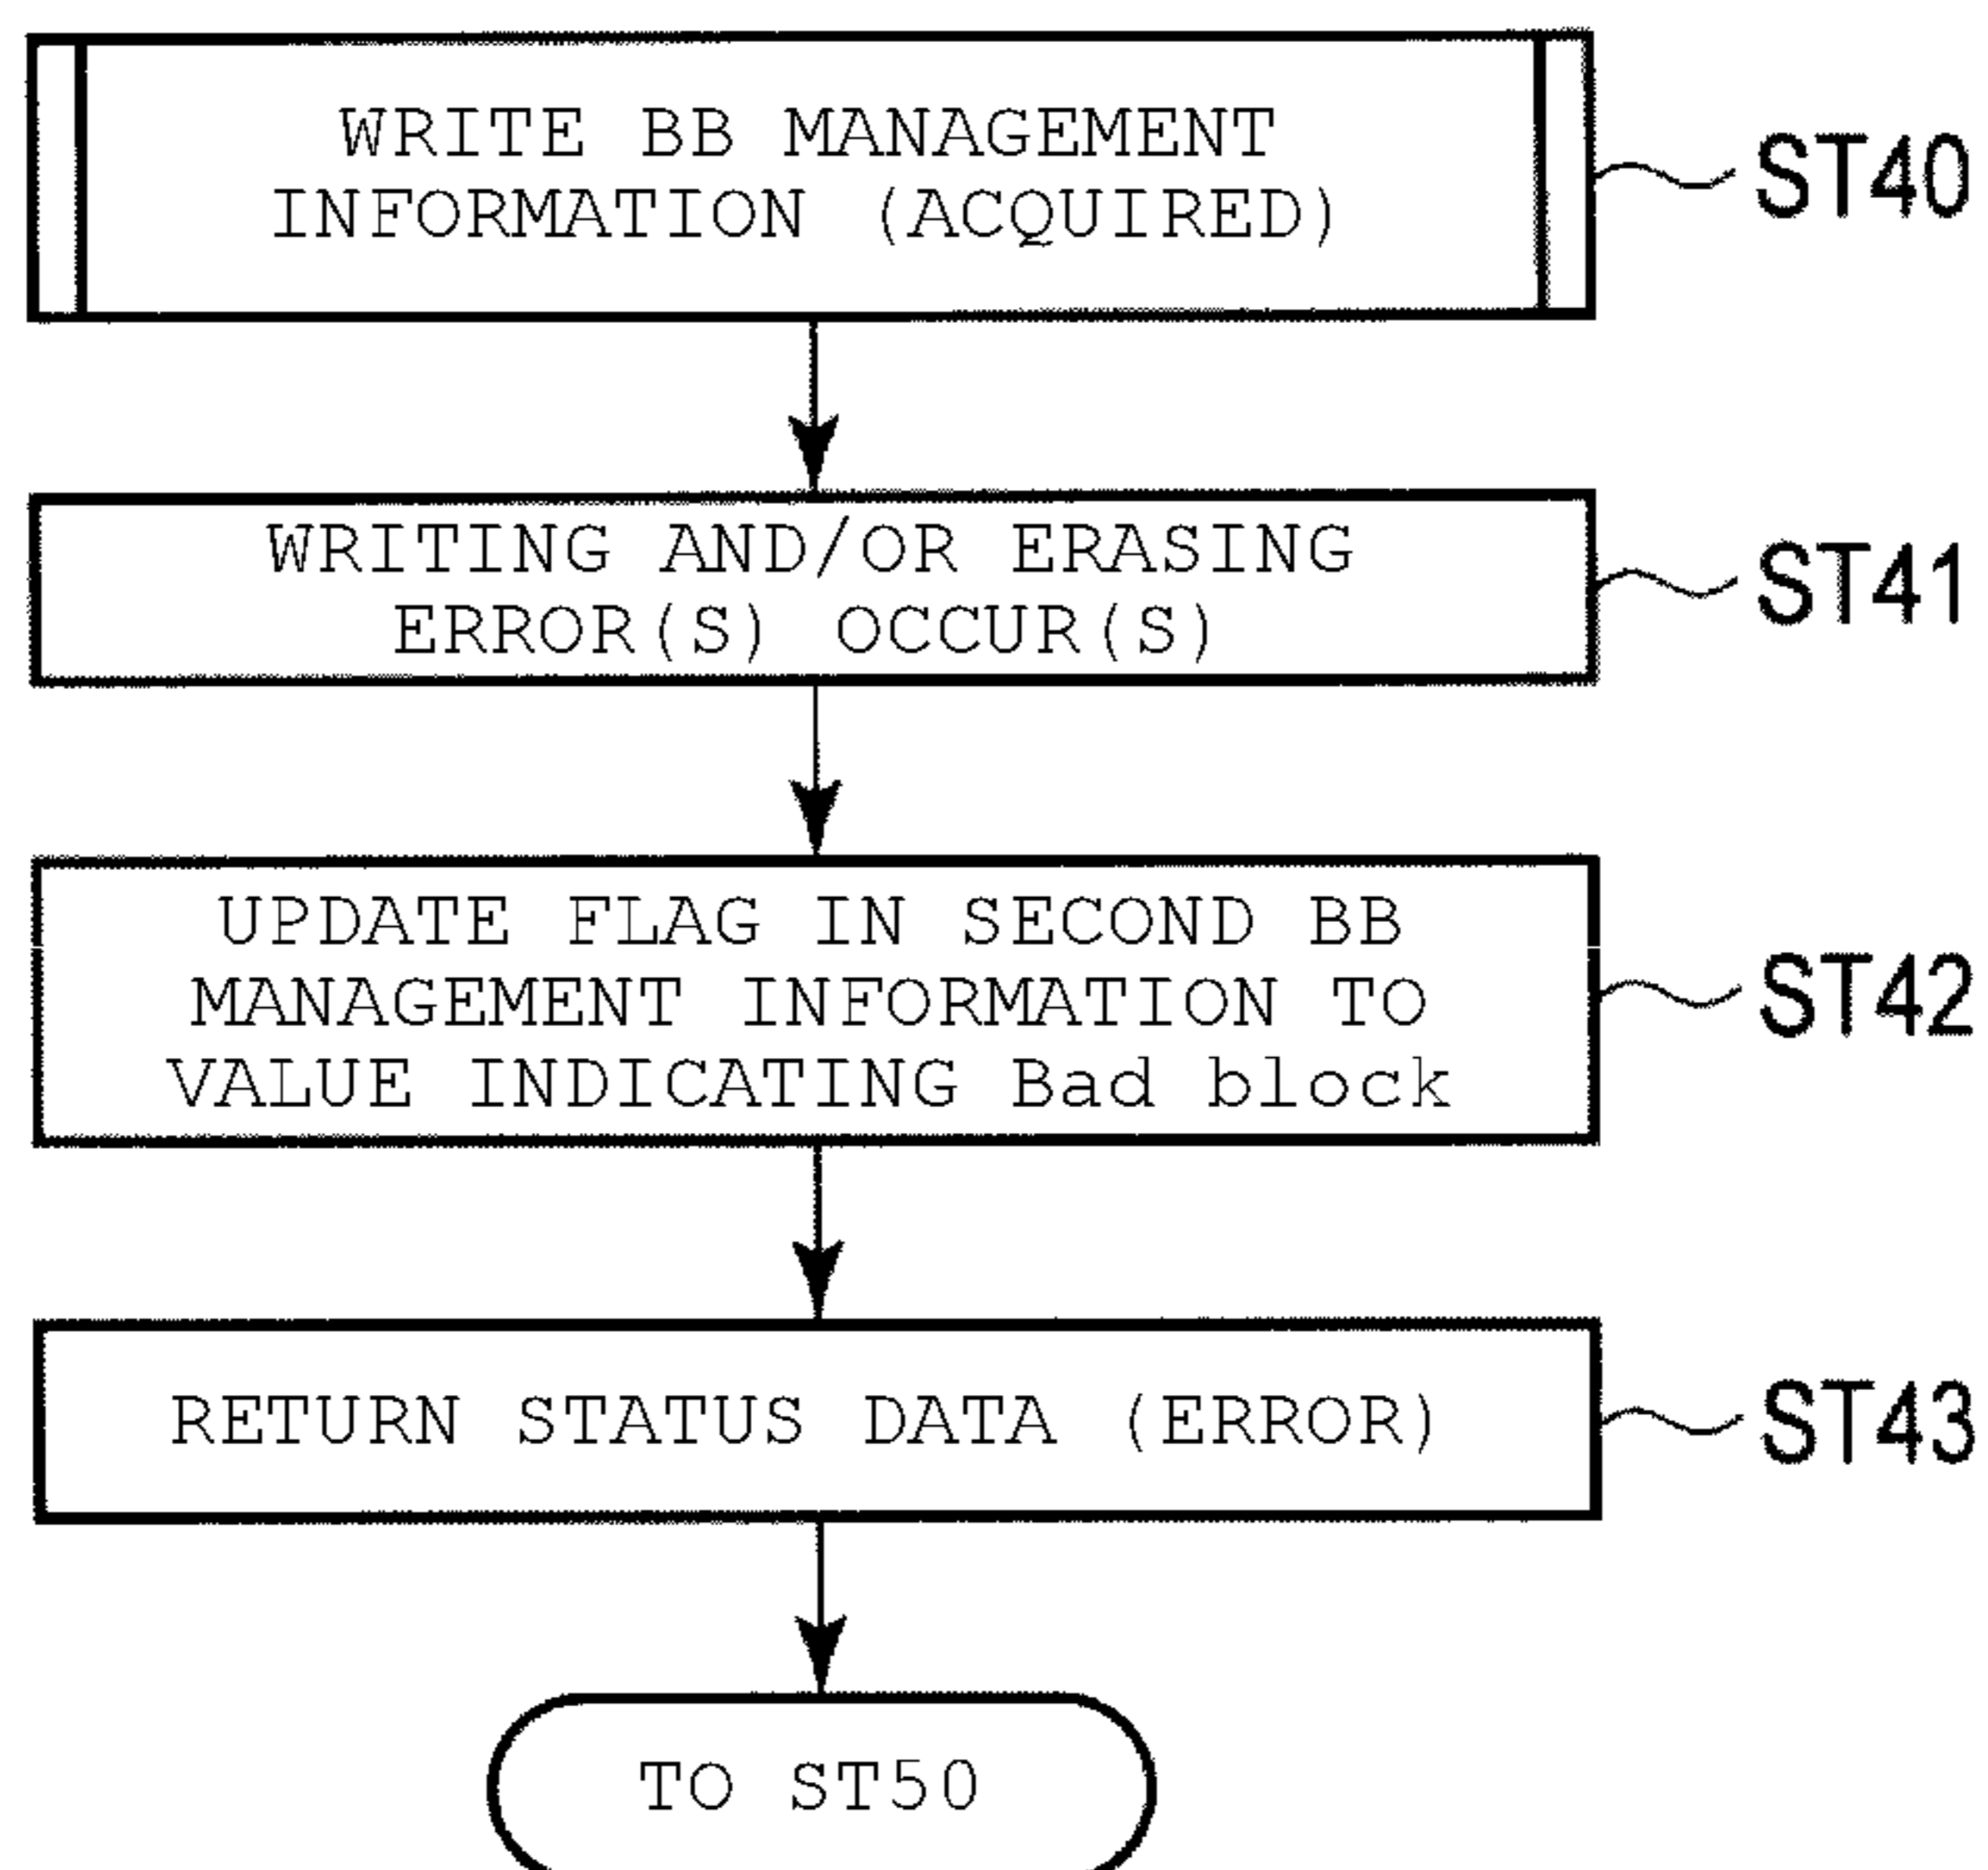 WRITE BB MANAGEMENT
INFORMATION (ACQUIRED)
ST40
WRITING AND/OR ERASING
ERROR(S) OCCUR(S)
ST41
UPDATE FLAG IN SECOND BB
MANAGEMENT INFORMATION TO
VALUE INDICATING Bad block
ST42
RETURN STATUS DATA (ERROR)
ST43
TO ST50